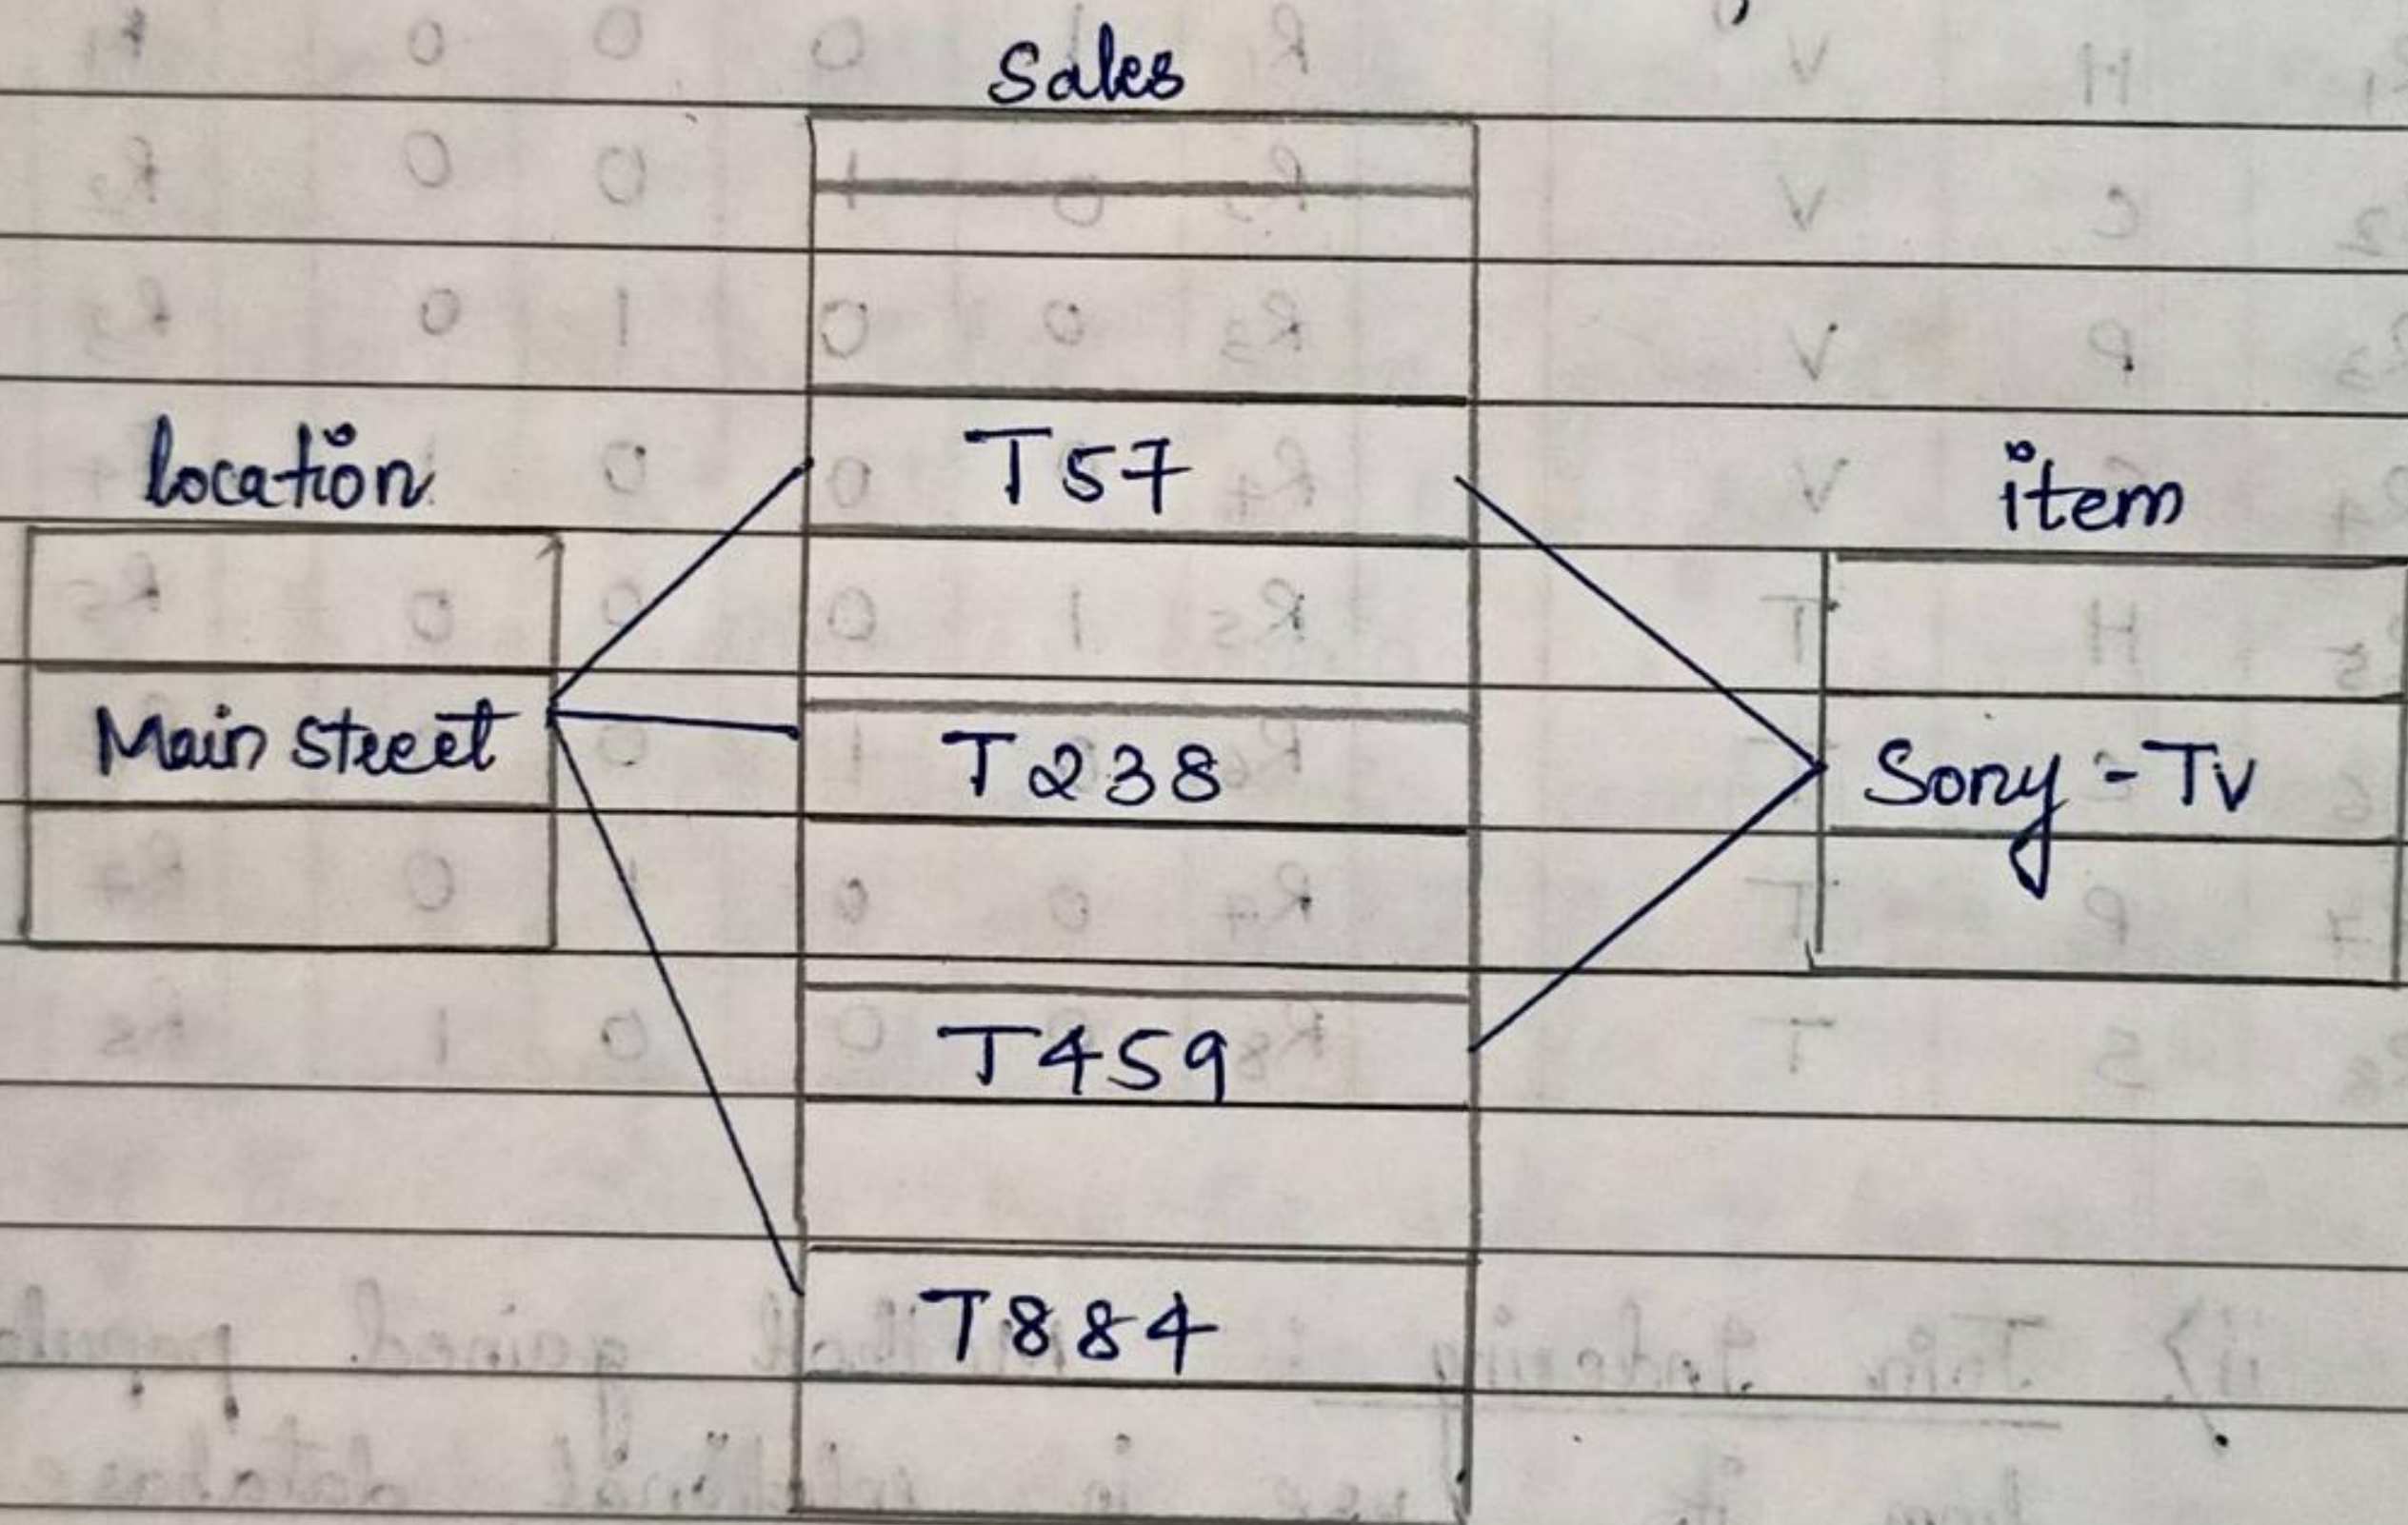 Sales
location
T57
item
Main street
T238
Sony-Tv
T459
T884